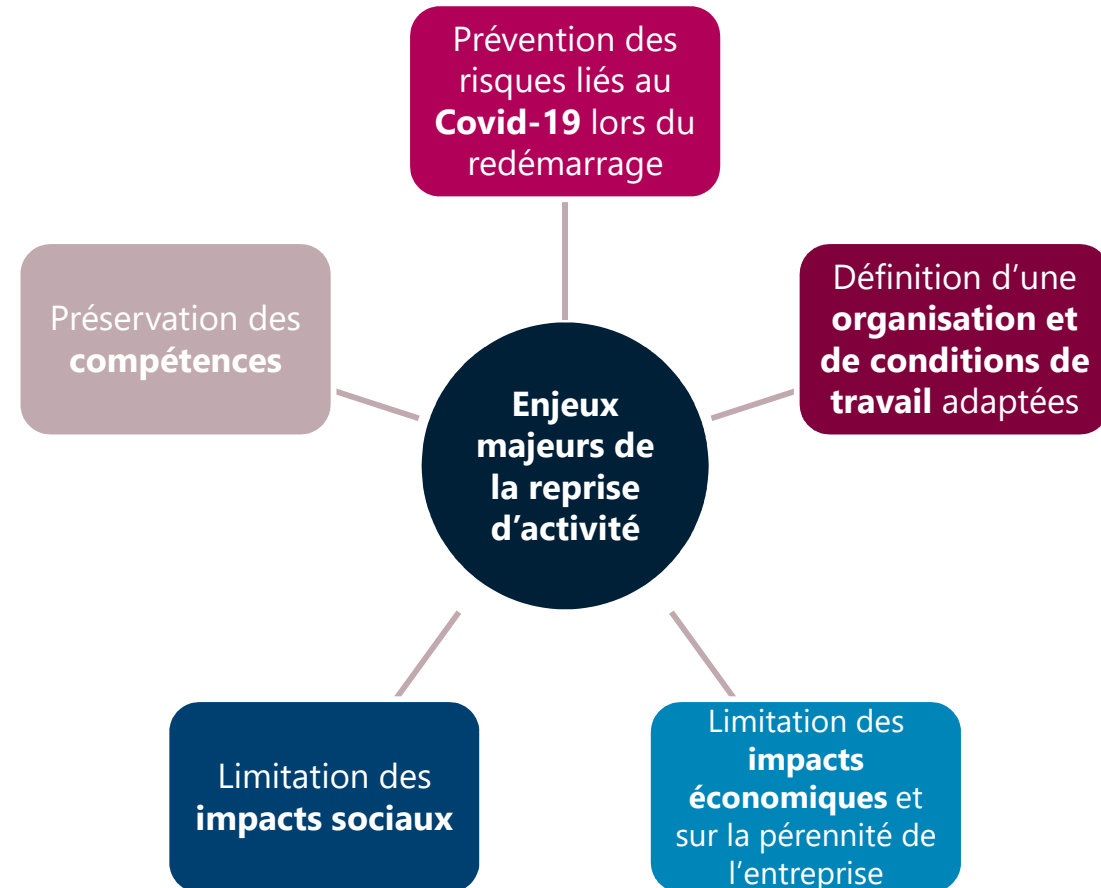 Prévention des
risques liés au
Covid-19 lors du
redémarrage
Préservation des
compétences
Définition d’une
organisation et
de conditions de
travail adaptées
Enjeux
majeurs de
la reprise
d’activité
Limitation des
impacts sociaux
Limitation des
impacts
économiques et
sur la pérennité de
l’entreprise